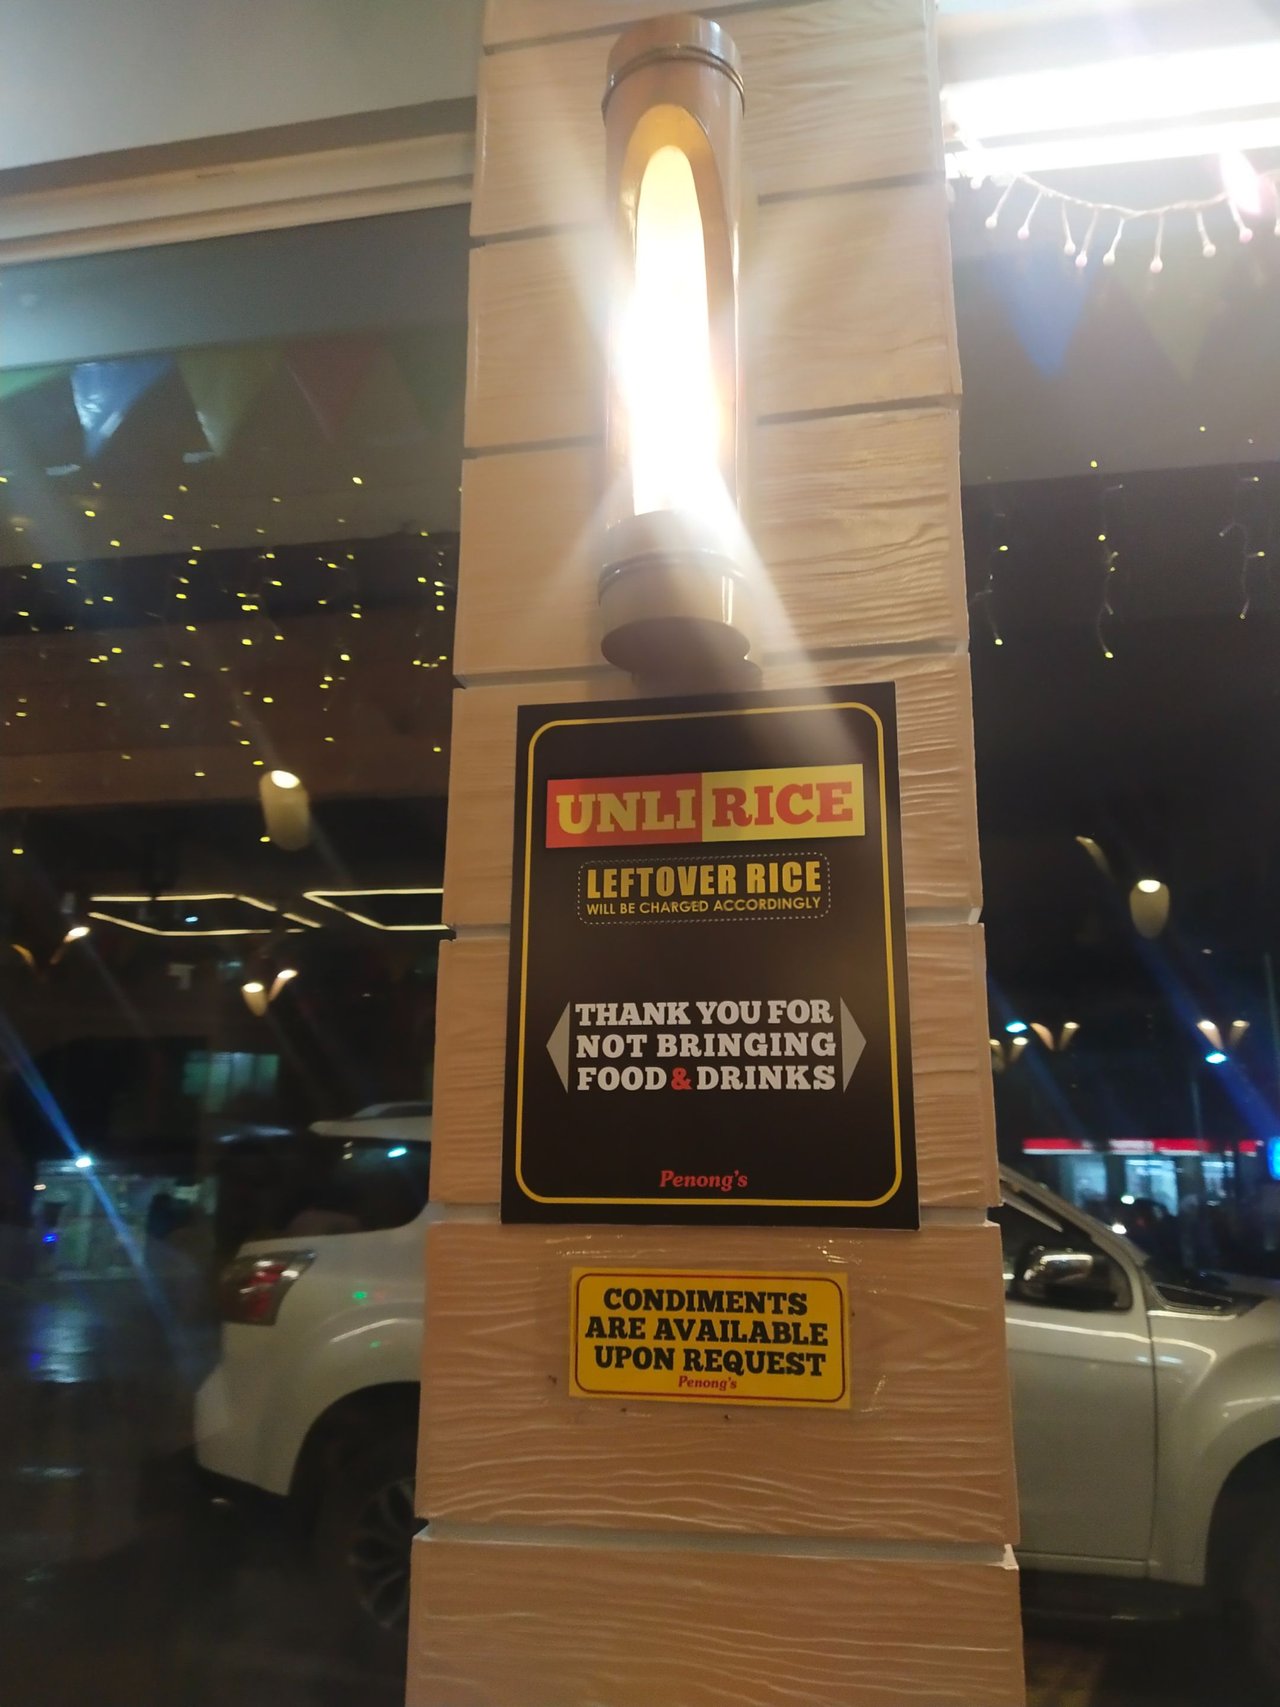 UNLI RICE
LEFTOVER RICE
WILL BE CHARGED ACCORDINGLY
THANK YOU FOR
NOT BRINGING
FOOD & DRINKS
Penong's
CONDIMENTS
ARE AVAILABLE
UPON REQUEST
Penong's